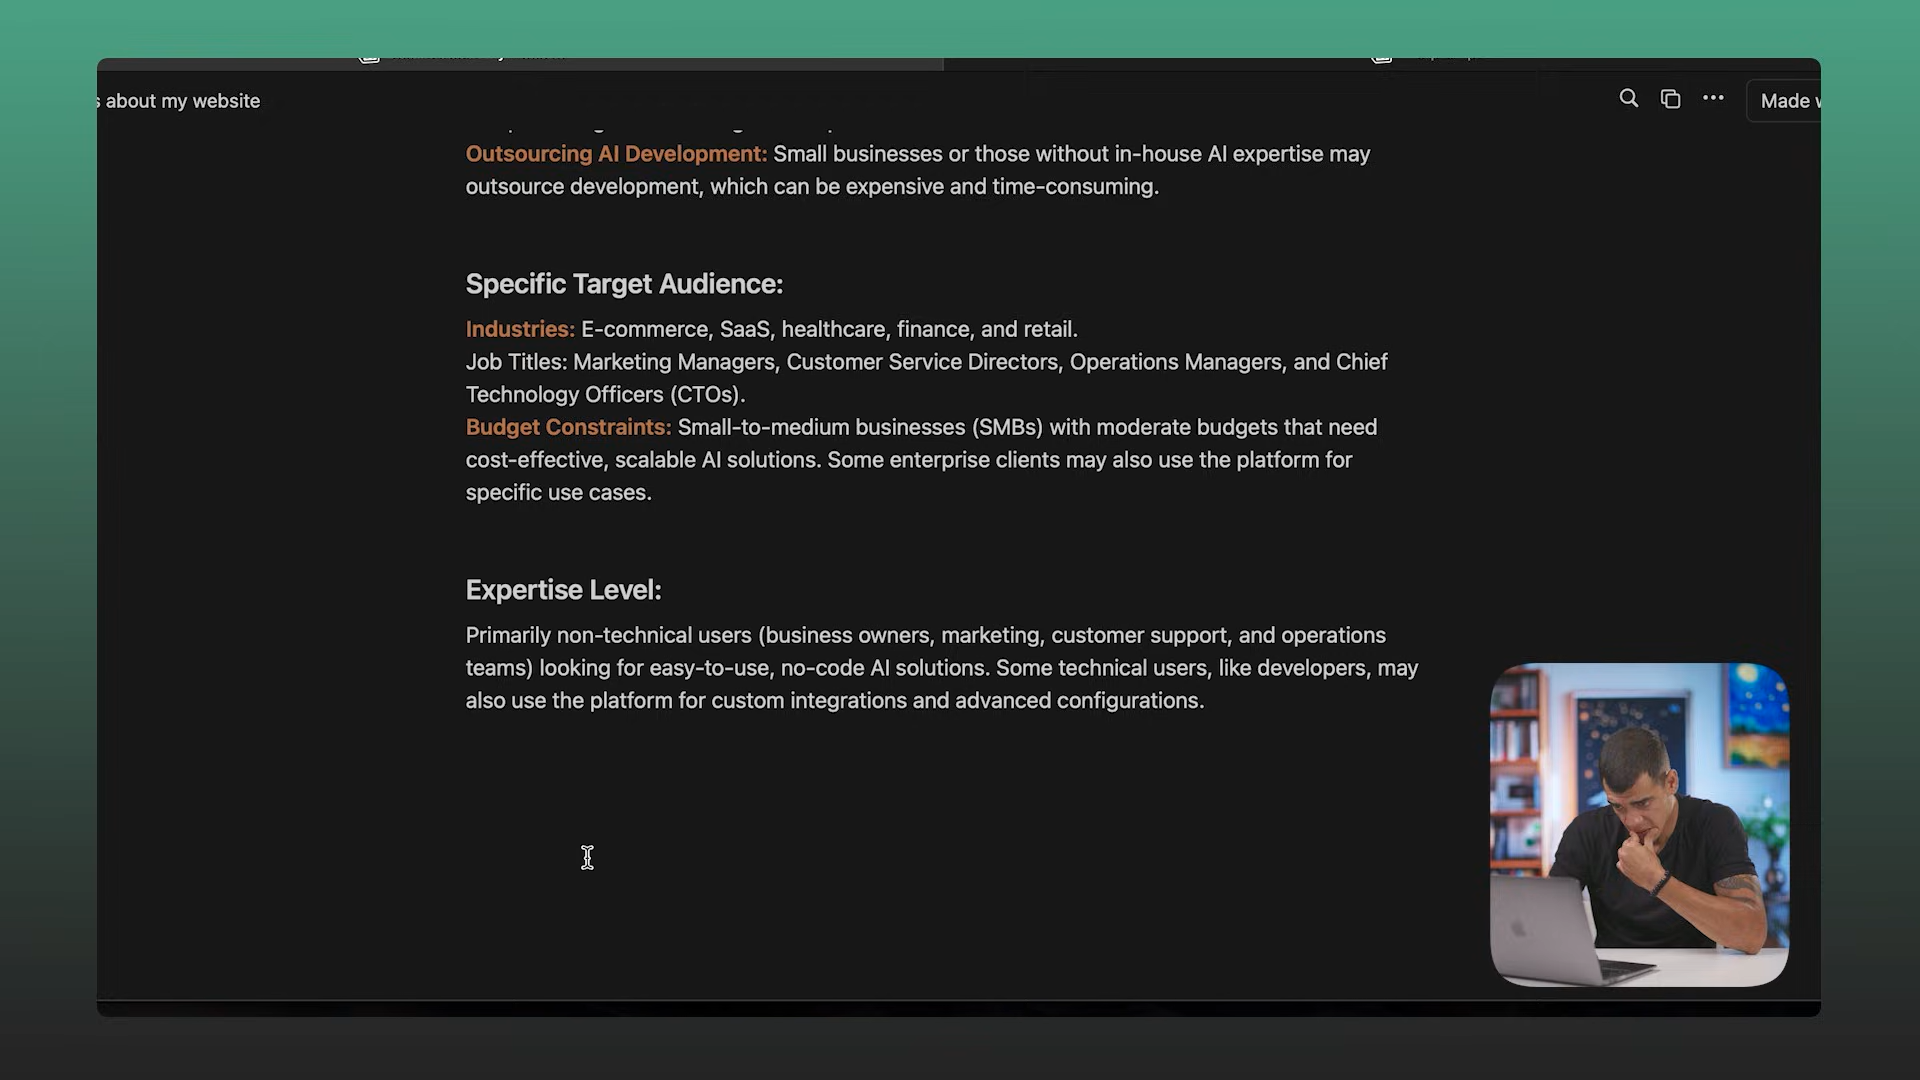 about my website
Made
Outsourcing AI Development: Small businesses or those without in-house AI expertise may
outsource development, which can be expensive and time-consuming.
Specific Target Audience:
Industries: E-commerce, SaaS, healthcare, finance, and retail.
Job Titles: Marketing Managers, Customer Service Directors, Operations Managers, and Chief
Technology Officers (CTOs).
Budget Constraints: Small-to-medium businesses (SMBs) with moderate budgets that need
cost-effective, scalable AI solutions. Some enterprise clients may also use the platform for
specific use cases.
Expertise Level:
Primarily non-technical users (business owners, marketing, customer support, and operations
teams) looking for easy-to-use, no-code AI solutions. Some technical users, like developers, may
also use the platform for custom integrations and advanced configurations.